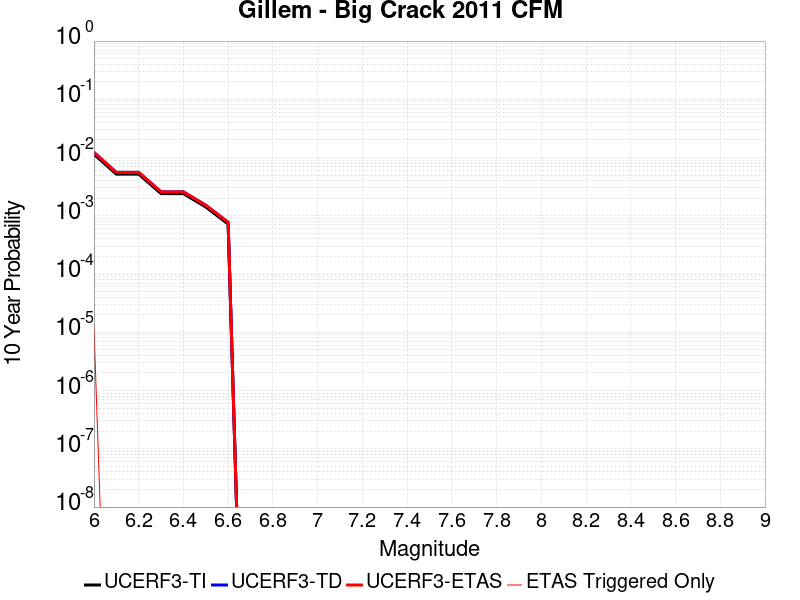 Gillem - Big Crack 2011 CFM
10 0
10 -1
10 -2
10 -3
10 -4
10 -5
10 -6
10 -7
10 -8
10 Year Probability
6 6.2 6.4 6.6 6.8 7 7.2 7.4 7.6 7.8 8 8.2 8.4 8.6 8.8 9
Magnitude
UCERF3-TI UCERF3-TD UCERF3-ETAS ETAS Triggered Only